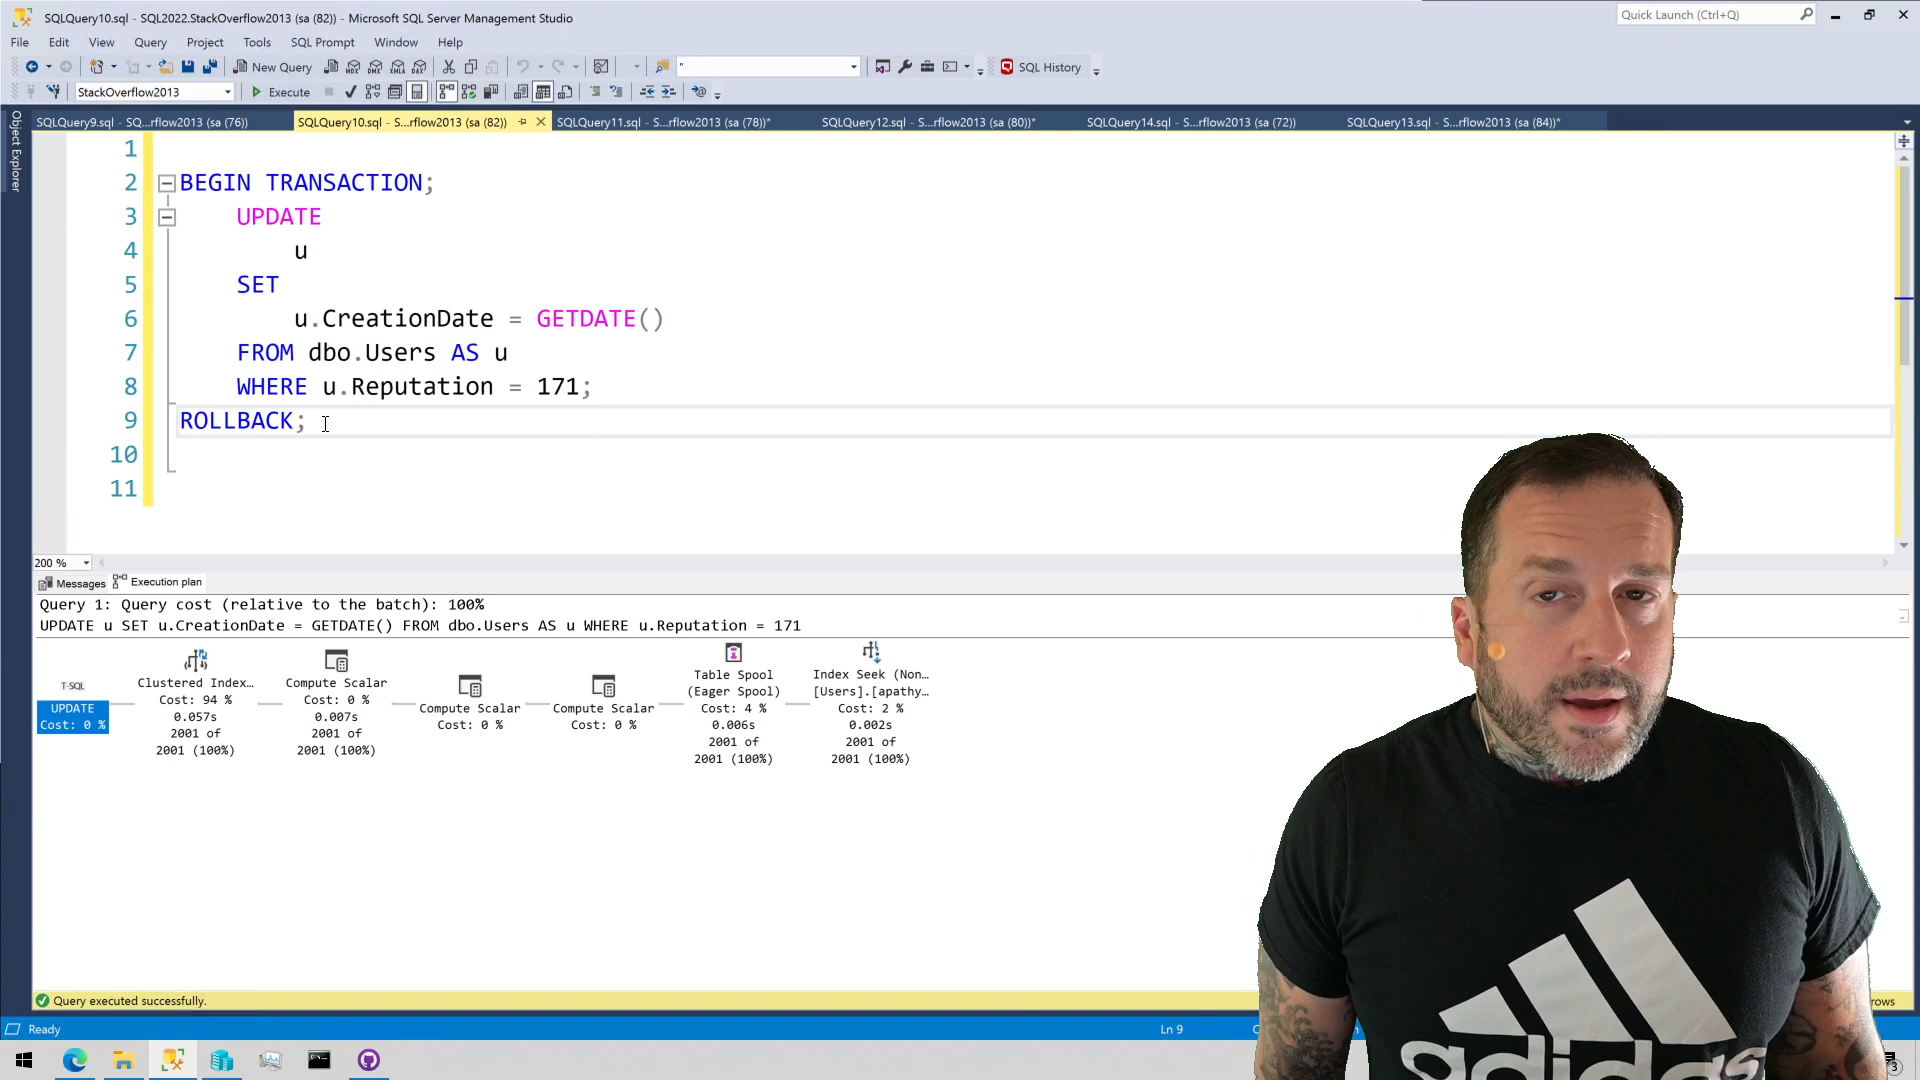 SQLQuery10.sql - SQL2022.StackOverflow2013 (sa (82)) - Microsoft SQL Server Management Studio
Quick Launch (Ctrl+Q)
File Edit View Query Project Tools SQL Prompt Window Help
New Query MDX DMX XMLA DAX " SQL History
StackOverflow2013 Execute
SQLQuery9.sql - SQ...rflow2013 (sa (76)) SQLQuery10.sql - S...rflow2013 (sa (82)) SQLQuery11.sql - S...rflow2013 (sa (78))* SQLQuery12.sql - S...rflow2013 (sa (80))* SQLQuery14.sql - S...rflow2013 (sa (72)) SQLQuery13.sql - S...rflow2013 (sa (84))*
Object Explorer
1
2 BEGIN TRANSACTION;
3 UPDATE
4 u
5 SET
6 u.CreationDate = GETDATE()
7 FROM dbo.Users AS u
8 WHERE u.Reputation = 171;
9 ROLLBACK;
10
11
200 %
Messages Execution plan
Query 1: Query cost (relative to the batch): 100%
UPDATE u SET u.CreationDate = GETDATE() FROM dbo.Users AS u WHERE u.Reputation = 171
T-SQL
UPDATE
Cost: 0 %
Clustered Index...
Cost: 94 %
0.057s
2001 of
2001 (100%)
Compute Scalar
Cost: 0 %
0.007s
2001 of
2001 (100%)
Compute Scalar
Cost: 0 %
Compute Scalar
Cost: 0 %
Table Spool
(Eager Spool)
Cost: 4 %
0.006s
2001 of
2001 (100%)
Index Seek (Non...
[Users].[apathy...
Cost: 2 %
0.002s
2001 of
2001 (100%)
Query executed successfully.
rows
Ready
Ln 9
adidas
3